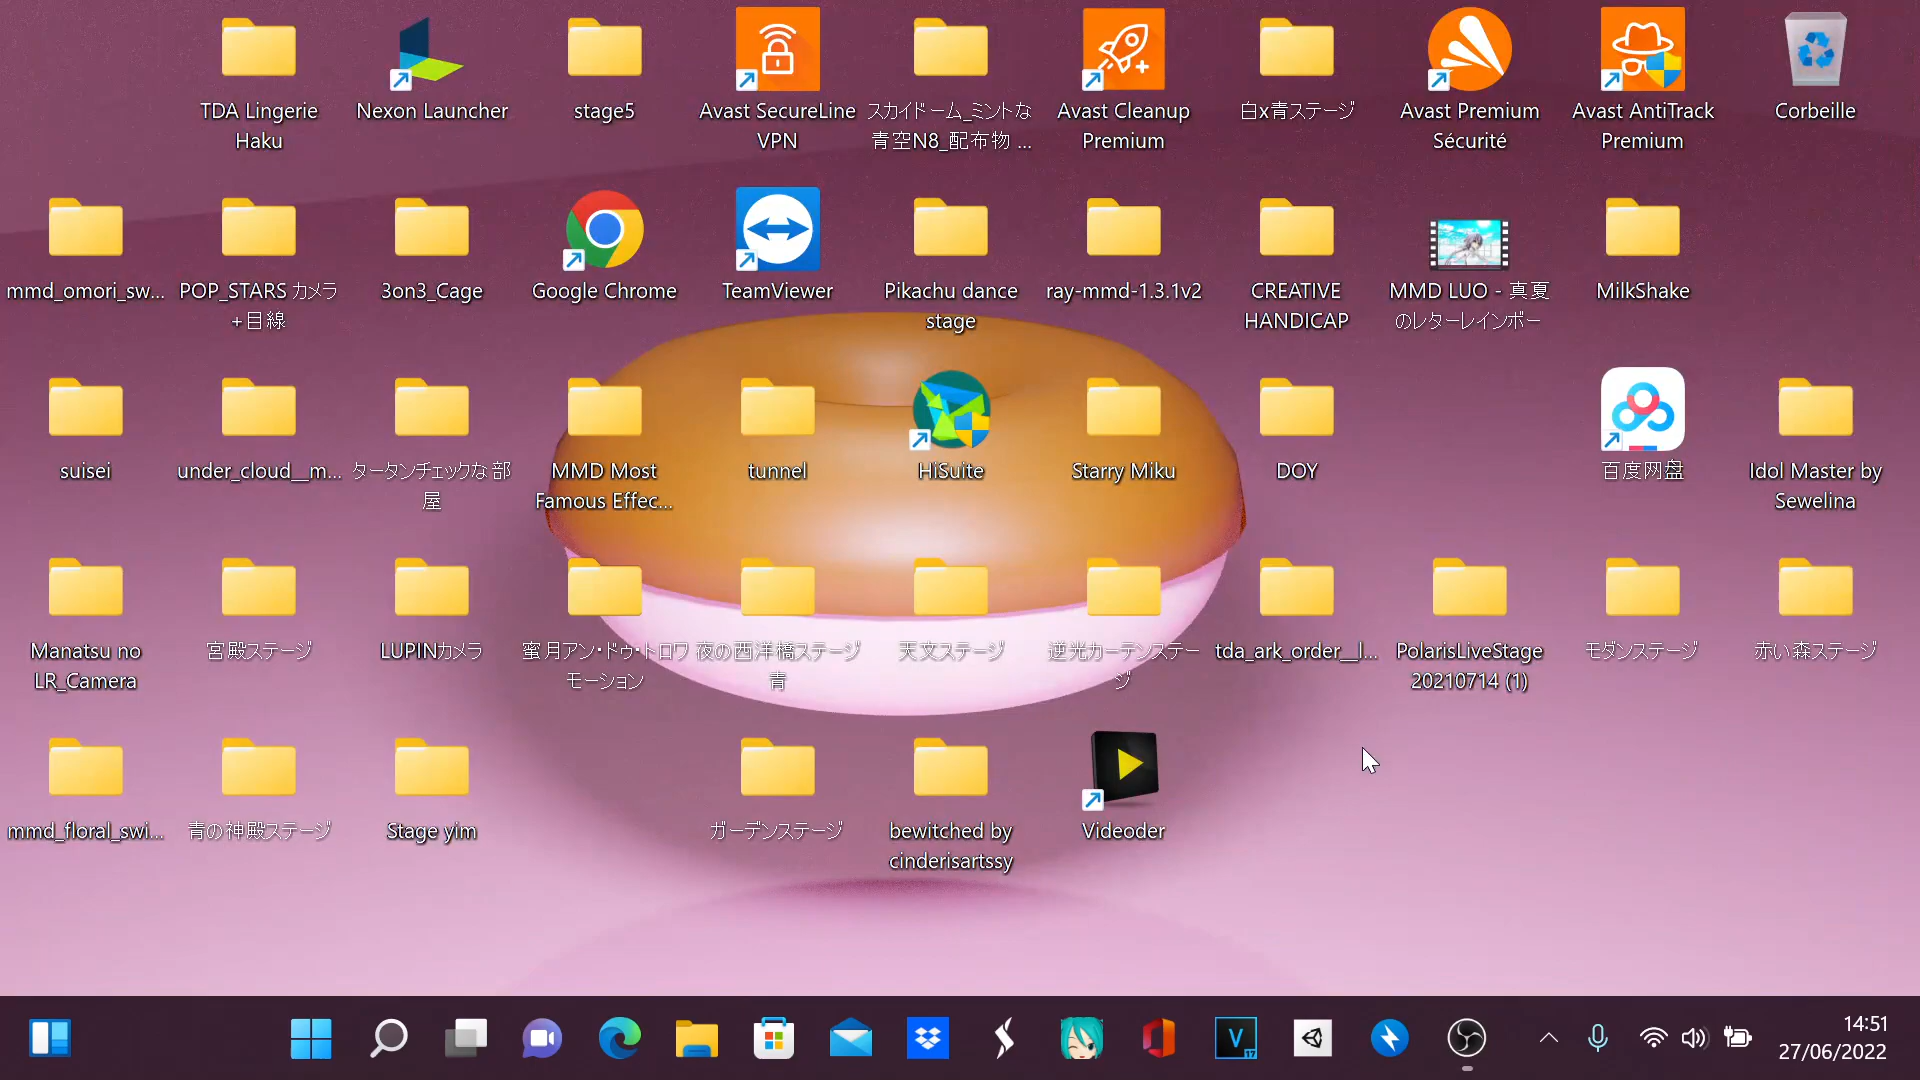 TDA Lingerie
Haku
Nexon Launcher
stage5
Avast SecureLine
VPN
スカイドーム_ミントな
青空N8_配布物 ...
Avast Cleanup
Premium
白x青ステージ
Avast Premium
Sécurité
Avast AntiTrack
Premium
Corbeille
mmd_omori_sw...
POP_STARS カメラ
+目線
3on3_Cage
Google Chrome
TeamViewer
Pikachu dance
stage
ray-mmd-1.3.1v2
CREATIVE
HANDICAP
MMD LUO - 真夏
のレターレインボー
MilkShake
suisei
under_cloud__m...
タータンチェックな部
屋
MMD Most
Famous Effec...
tunnel
HiSuite
Starry Miku
DOY
百度网盘
Idol Master by
Sewelina
Manatsu no
LR_Camera
宮殿ステージ
LUPINカメラ
蜜月アン・ドゥ・トロワ
モーション
夜の西洋橋ステージ
青
天文ステージ
逆光カーデンステー
ジ
tda_ark_order__l...
PolarisLiveStage
20210714 (1)
モダンステージ
赤い森ステージ
mmd_floral_swi...
青の神殿ステージ
Stage yim
ガーデンステージ
bewitched by
cinderisartssy
Videoder
V
17
14:51
27/06/2022